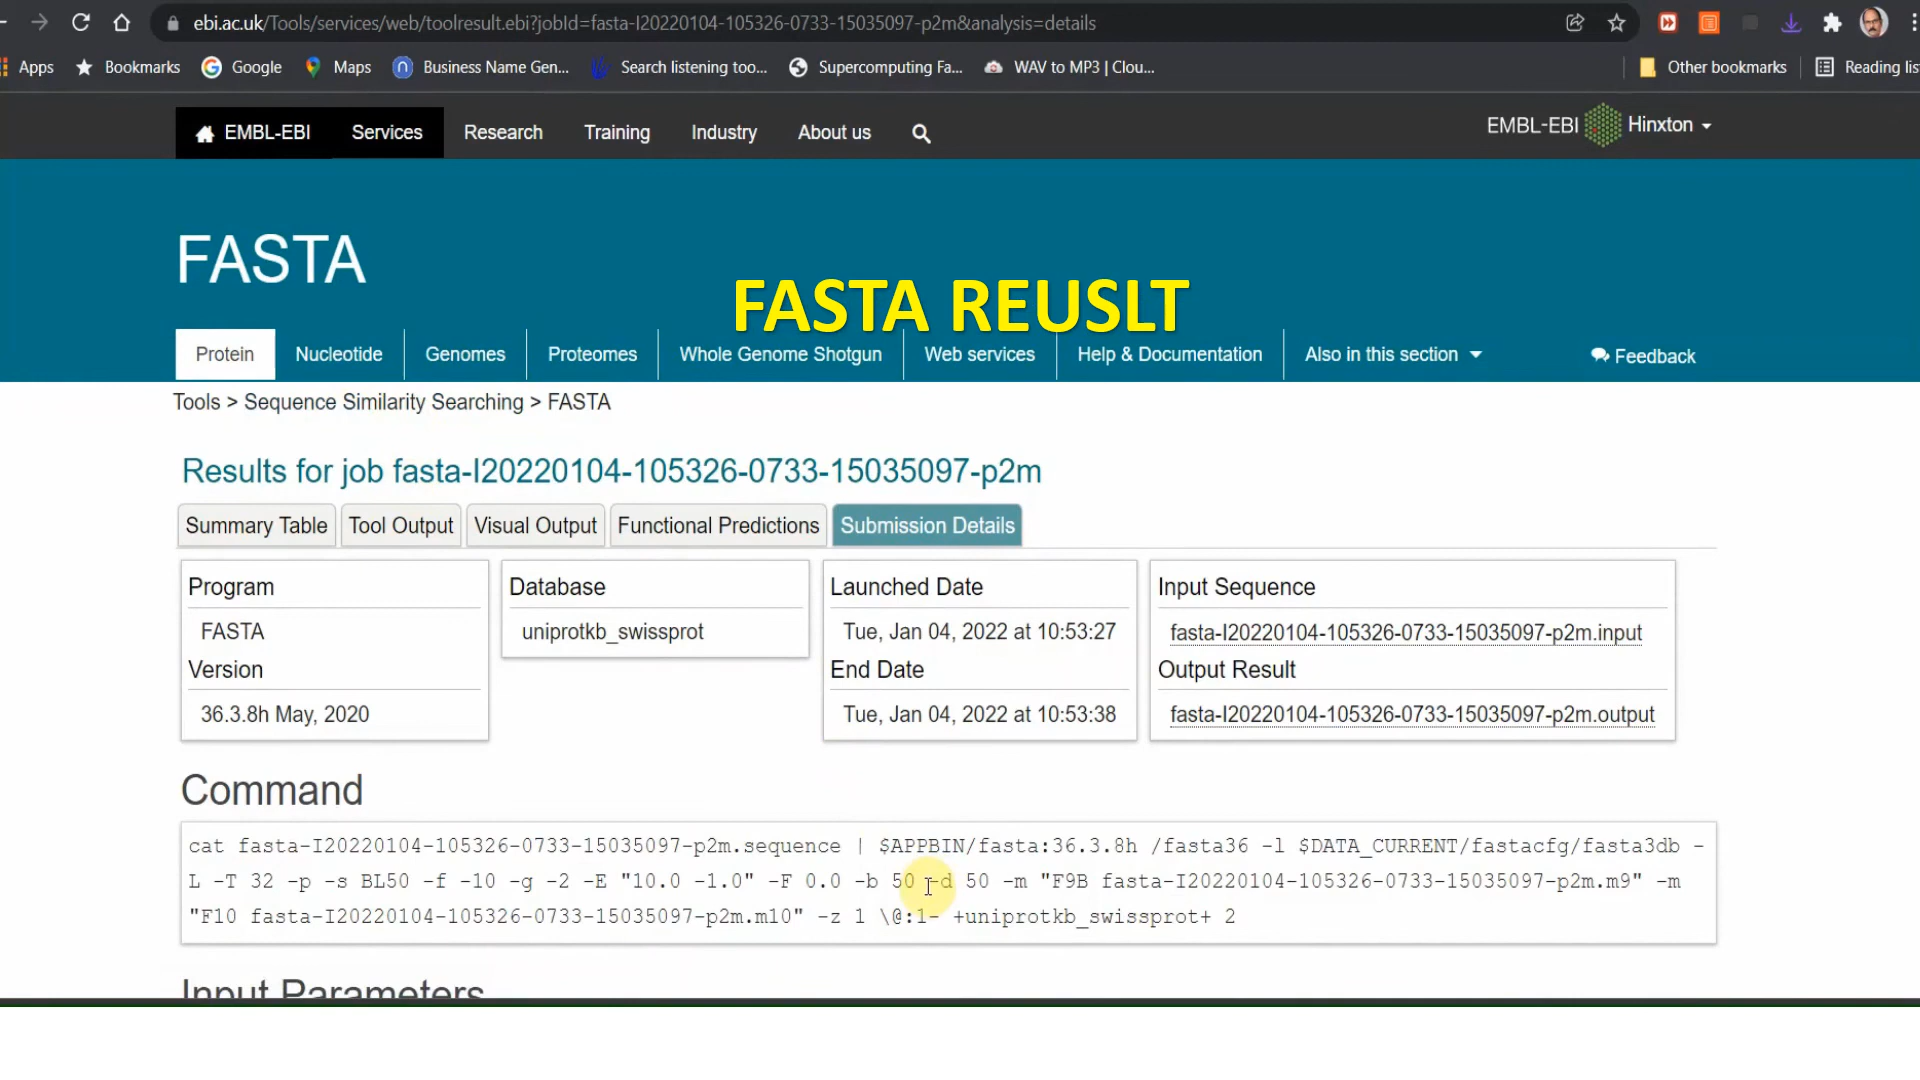 ebi.ac.uk/Tools/services/web/toolresult.ebi?jobId=fasta-I20220104-105326-0733-15035097-p2m&analysis=details
Apps Bookmarks Google Maps Business Name Gen... Search listening too... Supercomputing Fa... WAV to MP3 | Clou... Other bookmarks Reading lis
EMBL-EBI Services Research Training Industry About us EMBL-EBI Hinxton
FASTA
FASTA REUSLT
Protein Nucleotide Genomes Proteomes Whole Genome Shotgun Web services Help & Documentation Also in this section Feedback
Tools > Sequence Similarity Searching > FASTA
Results for job fasta-I20220104-105326-0733-15035097-p2m
Summary Table Tool Output Visual Output Functional Predictions Submission Details
Program Database Launched Date Input Sequence
FASTA uniprotkb_swissprot Tue, Jan 04, 2022 at 10:53:27 fasta-I20220104-105326-0733-15035097-p2m.input
Version End Date Output Result
36.3.8h May, 2020 Tue, Jan 04, 2022 at 10:53:38 fasta-I20220104-105326-0733-15035097-p2m.output
Command
cat fasta-I20220104-105326-0733-15035097-p2m.sequence | $APPBIN/fasta:36.3.8h /fasta36 -l $DATA_CURRENT/fastacfg/fasta3db -
L -T 32 -p -s BL50 -f -10 -g -2 -E "10.0 -1.0" -F 0.0 -b 50 -d 50 -m "F9B fasta-I20220104-105326-0733-15035097-p2m.m9" -m
"F10 fasta-I20220104-105326-0733-15035097-p2m.m10" -z 1 \@:1- +uniprotkb_swissprot+ 2
Input Parameters